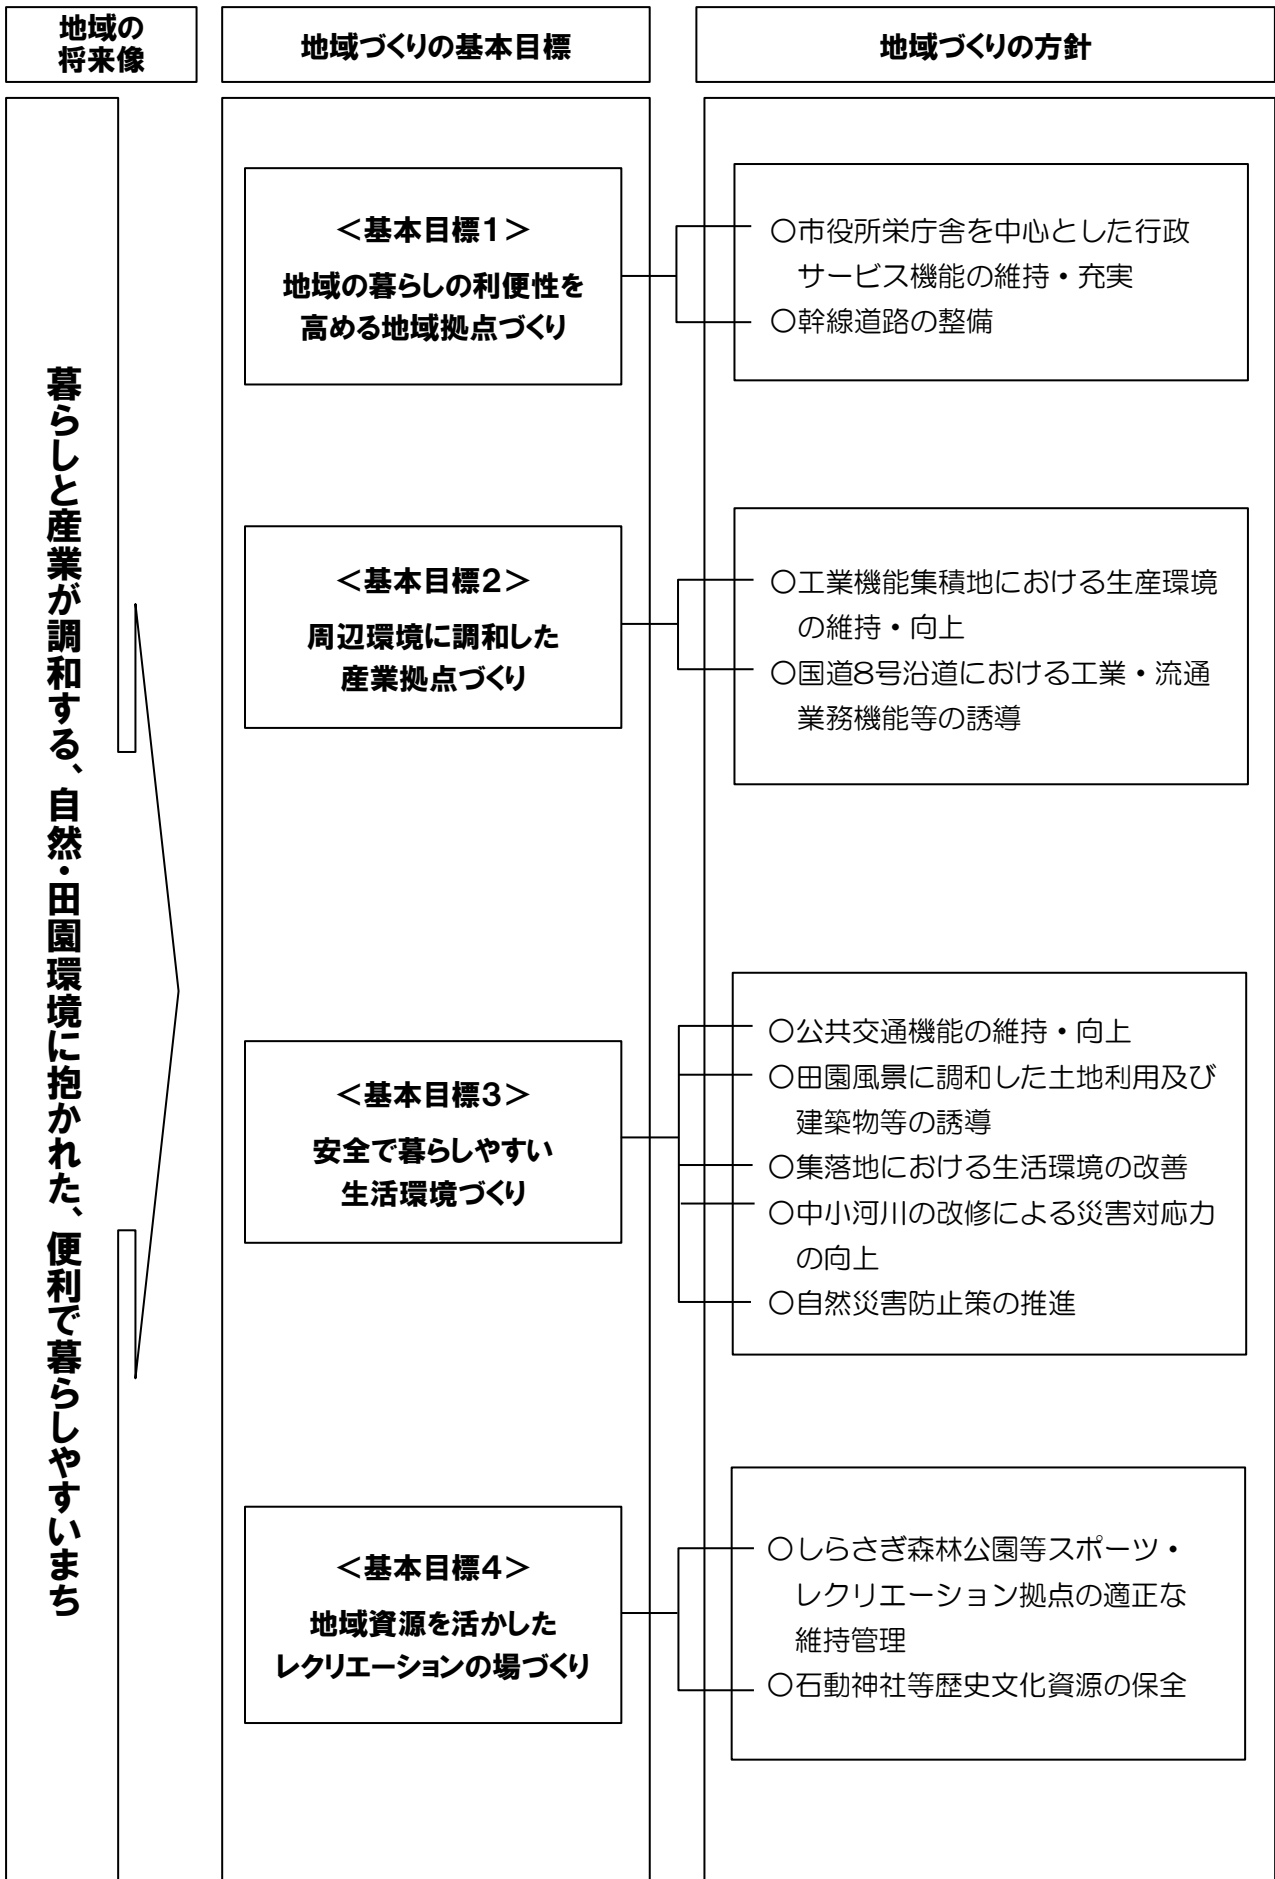 地域の
将来像
地域づくりの基本目標
地域づくりの方針
暮らしと産業が調和する、自然・田園環境に抱かれた、便利で暮らしやすいまち
＜基本目標１＞
地域の暮らしの利便性を
高める地域拠点づくり
○市役所栄庁舎を中心とした行政
サービス機能の維持・充実
○幹線道路の整備
＜基本目標２＞
周辺環境に調和した
産業拠点づくり
○工業機能集積地における生産環境
の維持・向上
○国道8号沿道における工業・流通
業務機能等の誘導
＜基本目標３＞
安全で暮らしやすい
生活環境づくり
○公共交通機能の維持・向上
○田園風景に調和した土地利用及び
建築物等の誘導
○集落地における生活環境の改善
○中小河川の改修による災害対応力
の向上
○自然災害防止策の推進
＜基本目標４＞
地域資源を活かした
レクリエーションの場づくり
○しらさぎ森林公園等スポーツ・
レクリエーション拠点の適正な
維持管理
○石動神社等歴史文化資源の保全